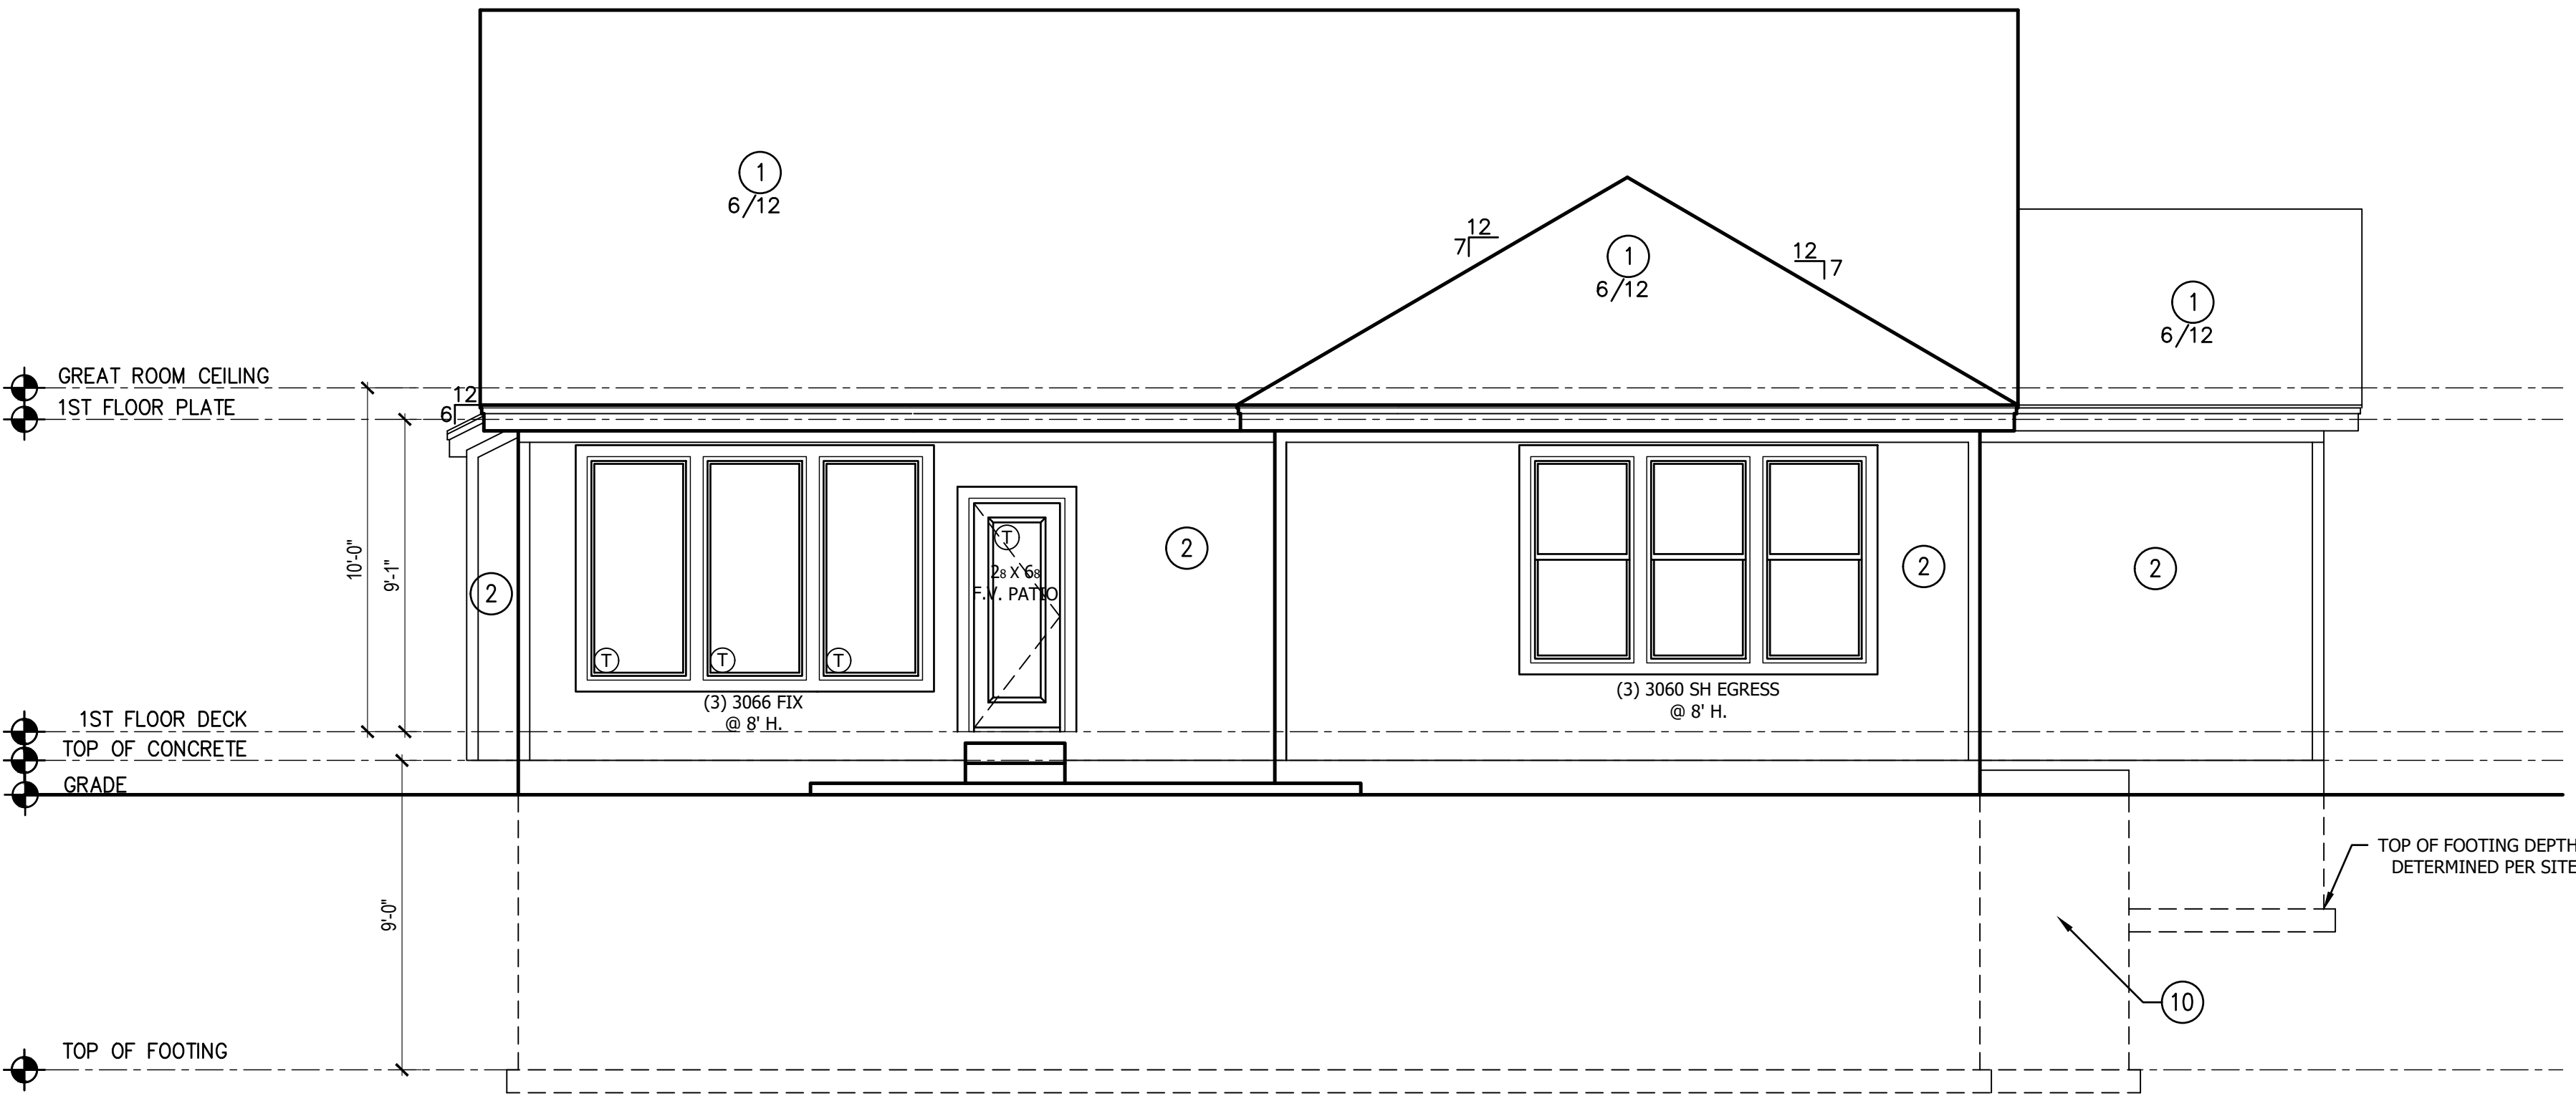 1
6/12
12
7
1
6/12
12
7
1
6/12
GREAT ROOM CEILING
12
6
1ST FLOOR PLATE
10'-0"
9'-1"
2
T
T
T
T
28 X 68
F.V. PATIO
2
2
2
(3) 3066 FIX
@ 8' H.
(3) 3060 SH EGRESS
@ 8' H.
1ST FLOOR DECK
TOP OF CONCRETE
GRADE
9'-0"
TOP OF FOOTING DEPTH
DETERMINED PER SITE
10
TOP OF FOOTING